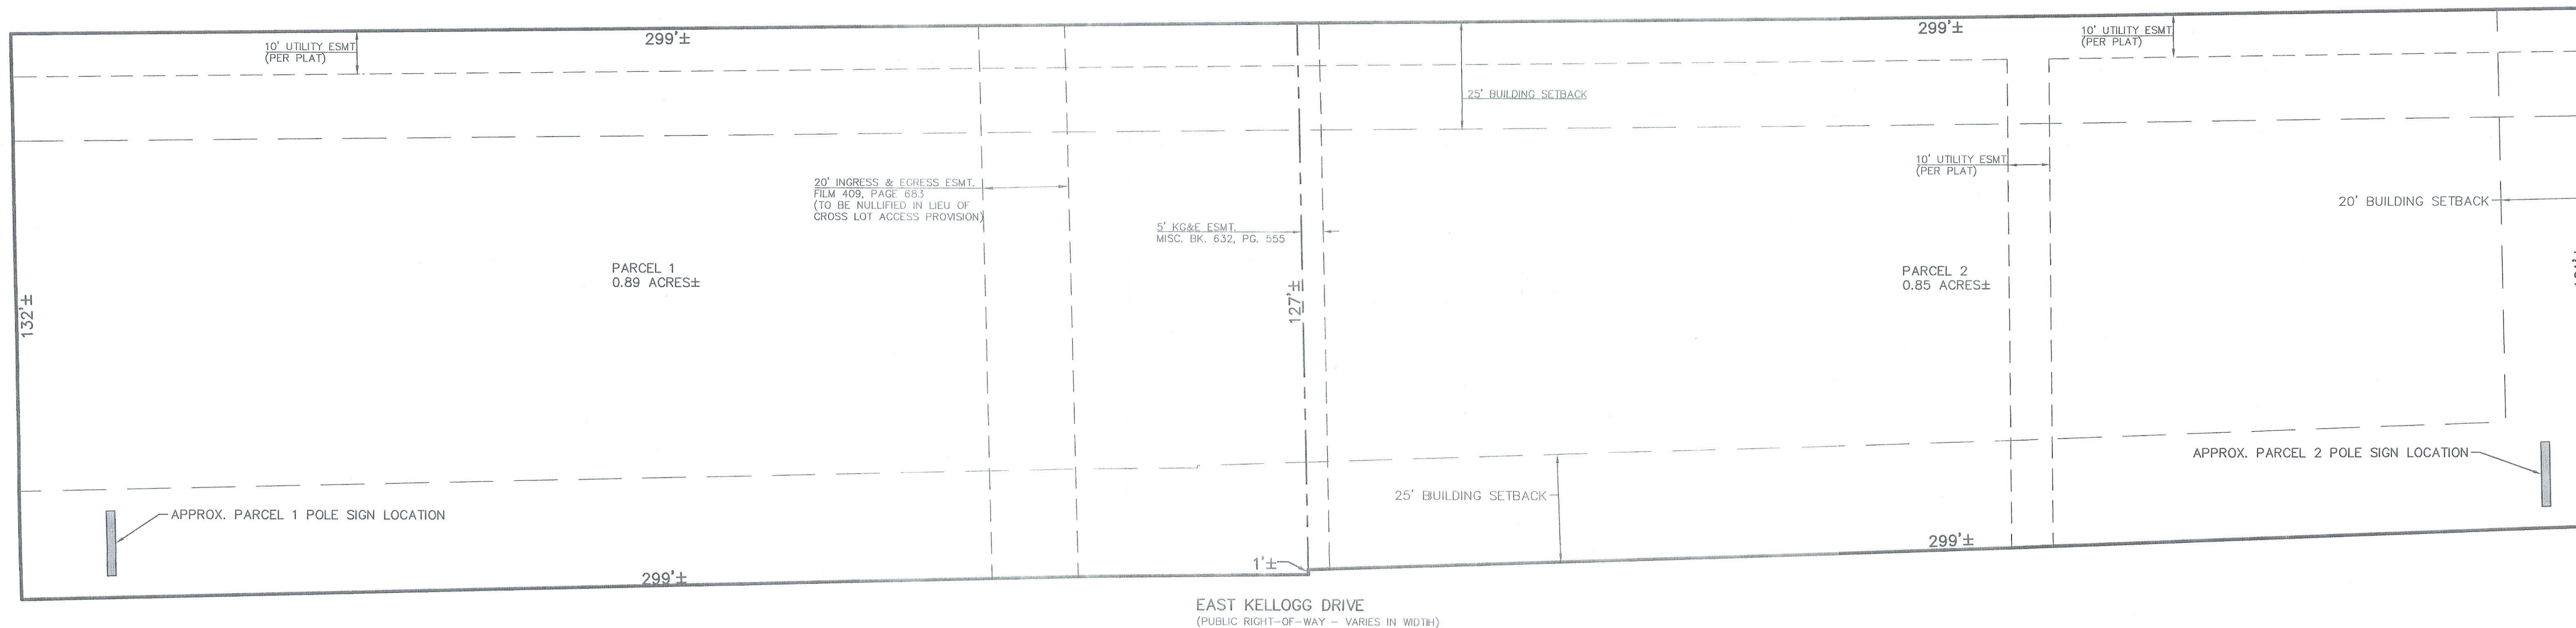 299'±
299'±
10' UTILITY ESMT
(PER PLAT)
10' UTILITY ESMT
(PER PLAT)
25' BUILDING SETBACK
10' UTILITY ESMT
(PER PLAT)
20' INGRESS & EGRESS ESMT.
FILM 409, PAGE 683
(TO BE NULLIFIED IN LIEU OF
CROSS LOT ACCESS PROVISION)
20' BUILDING SETBACK
5' KG&E ESMT.
MISC. BK. 632, PG. 555
PARCEL 1
0.89 ACRES±
PARCEL 2
0.85 ACRES±
132'±
127'±
APPROX. PARCEL 2 POLE SIGN LOCATION
25' BUILDING SETBACK
APPROX. PARCEL 1 POLE SIGN LOCATION
299'±
1'±
299'±
EAST KELLOGG DRIVE
(PUBLIC RIGHT-OF-WAY - VARIES IN WIDTH)